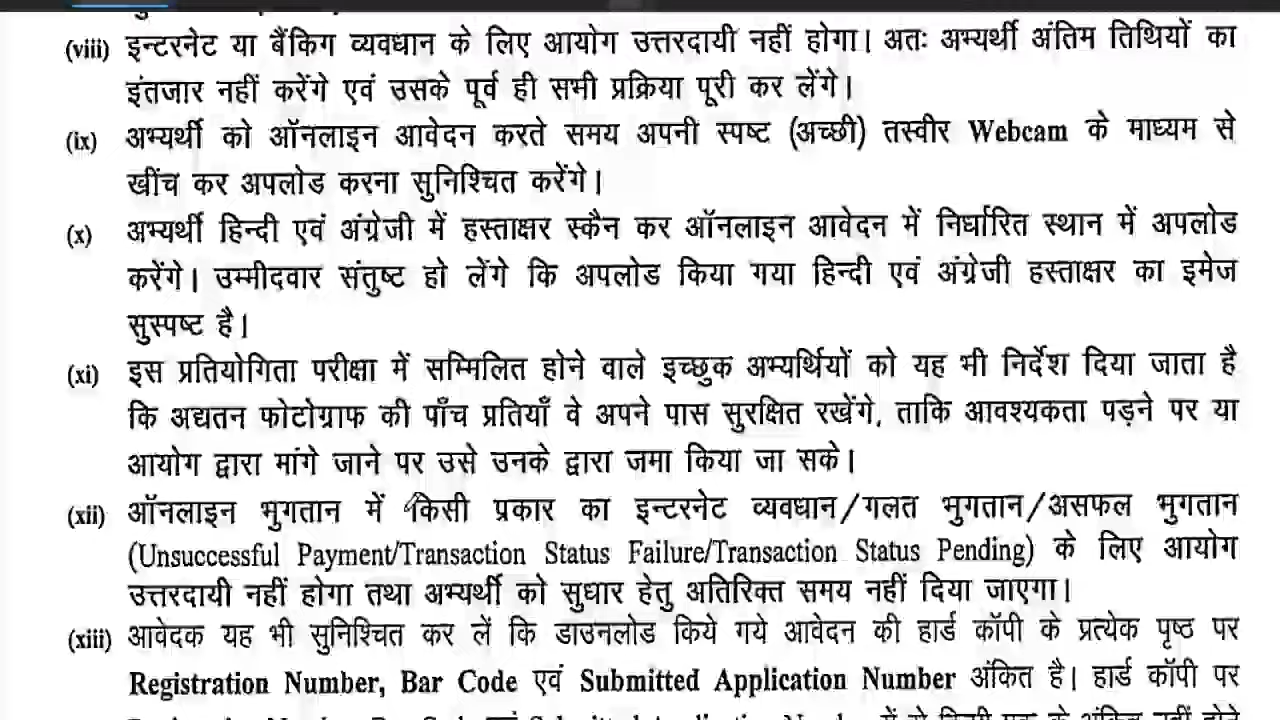 (viii) इन्टरनेट या बैंकिग व्यवधान के लिए आयोग उत्तरदायी नहीं होगा। अतः अभ्यर्थी अंतिम तिथियों का
इंतजार नहीं करेंगे एवं उसके पूर्व ही सभी प्रक्रिया पूरी कर लेंगे।
(ix) अभ्यर्थी को ऑनलाइन आवेदन करते समय अपनी स्पष्ट (अच्छी) तस्वीर Webcam के माध्यम से
खींच कर अपलोड करना सुनिश्चित करेंगे।
(x) अभ्यर्थी हिन्दी एवं अंग्रेजी में हस्ताक्षर स्कैन कर ऑनलाइन आवेदन में निर्धारित स्थान में अपलोड
करेंगे। उम्मीदवार संतुष्ट हो लेंगे कि अपलोड किया गया हिन्दी एवं अंग्रेजी हस्ताक्षर का इमेज
सुस्पष्ट है।
(xi) इस प्रतियोगिता परीक्षा में सम्मिलित होने वाले इच्छुक अभ्यर्थियों को यह भी निर्देश दिया जाता है
कि अद्यतन फोटोग्राफ की पाँच प्रतियाँ वे अपने पास सुरक्षित रखेंगे, ताकि आवश्यकता पड़ने पर या
आयोग द्वारा मांगे जाने पर उसे उनके द्वारा जमा किया जा सके।
(xii) ऑनलाइन भुगतान में किसी प्रकार का इन्टरनेट व्यवधान/गलत भुगतान/असफल भुगतान
(Unsuccessful Payment/Transaction Status Failure/Transaction Status Pending) के लिए आयोग
उत्तरदायी नहीं होगा तथा अभ्यर्थी को सुधार हेतु अतिरिक्त समय नहीं दिया जाएगा।
(xiii) आवेदक यह भी सुनिश्चित कर लें कि डाउनलोड किये गये आवेदन की हार्ड कॉपी के प्रत्येक पृष्ठ पर
Registration Number, Bar Code एवं Submitted Application Number अंकित है। हार्ड कॉपी पर